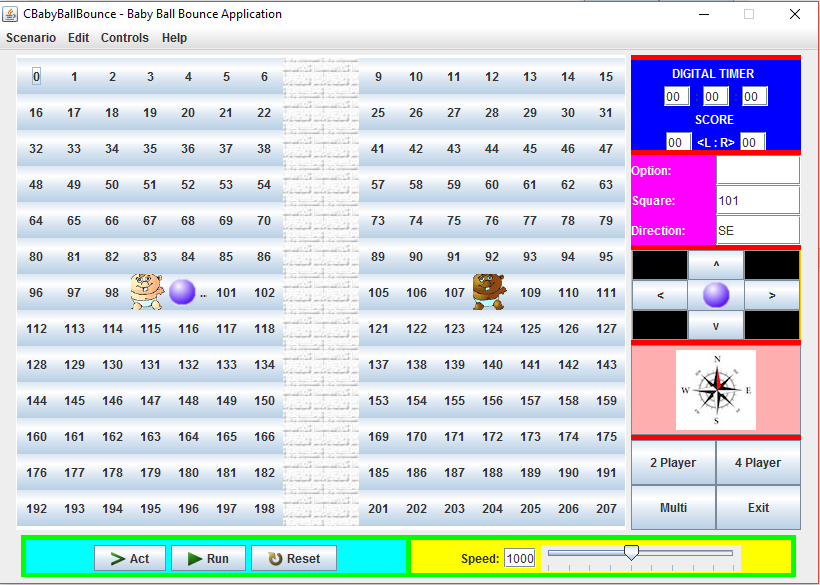 CBabyBallBounce - Baby Ball Bounce Application
Scenario Edit Controls Help
0 1 2 3 4 5 6 9 10 11 12 13 14 15
16 17 18 19 20 21 22 25 26 27 28 29 30 31
32 33 34 35 36 37 38 41 42 43 44 45 46 47
48 49 50 51 52 53 54 57 58 59 60 61 62 63
64 65 66 67 68 69 70 73 74 75 76 77 78 79
80 81 82 83 84 85 86 89 90 91 92 93 94 95
96 97 98 ... 101 102 105 106 107 109 110 111
112 113 114 115 116 117 118 121 122 123 124 125 126 127
128 129 130 131 132 133 134 137 138 139 140 141 142 143
144 145 146 147 148 149 150 153 154 155 156 157 158 159
160 161 162 163 164 165 166 169 170 171 172 173 174 175
176 177 178 179 180 181 182 185 186 187 188 189 190 191
192 193 194 195 196 197 198 201 202 203 204 205 206 207
DIGITAL TIMER
00 : 00 : 00
SCORE
00 <L : R> 00
Option:
Square: 101
Direction: SE
^
< >
v
N
W E
S
2 Player 4 Player
Multi Exit
Act Run Reset Speed: 1000